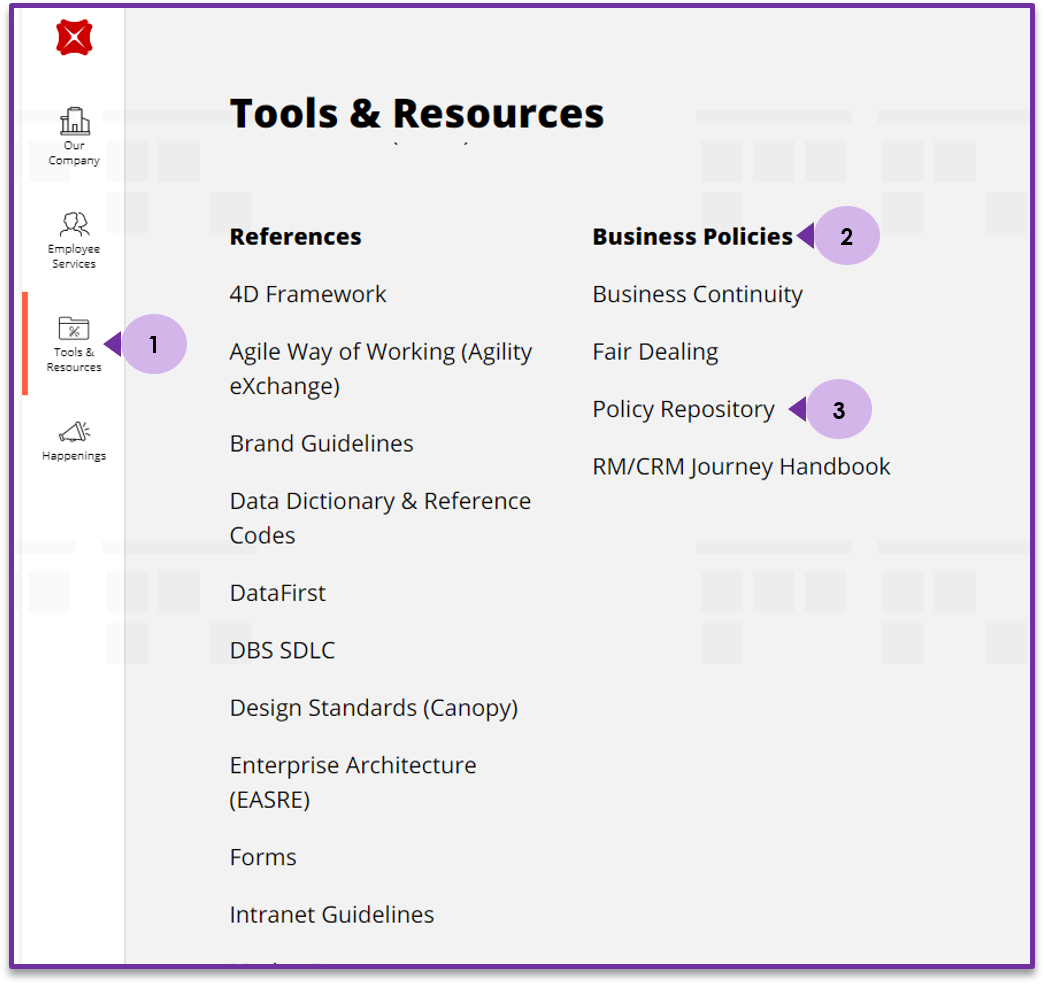 Our
Company
Employee
Services
Tools &
Resources
1
Happenings
Tools & Resources
References
4D Framework
Agile Way of Working (Agility
eXchange)
Brand Guidelines
Data Dictionary & Reference
Codes
DataFirst
DBS SDLC
Design Standards (Canopy)
Enterprise Architecture
(EASRE)
Forms
Intranet Guidelines
Business Policies
2
Business Continuity
Fair Dealing
Policy Repository
3
RM/CRM Journey Handbook